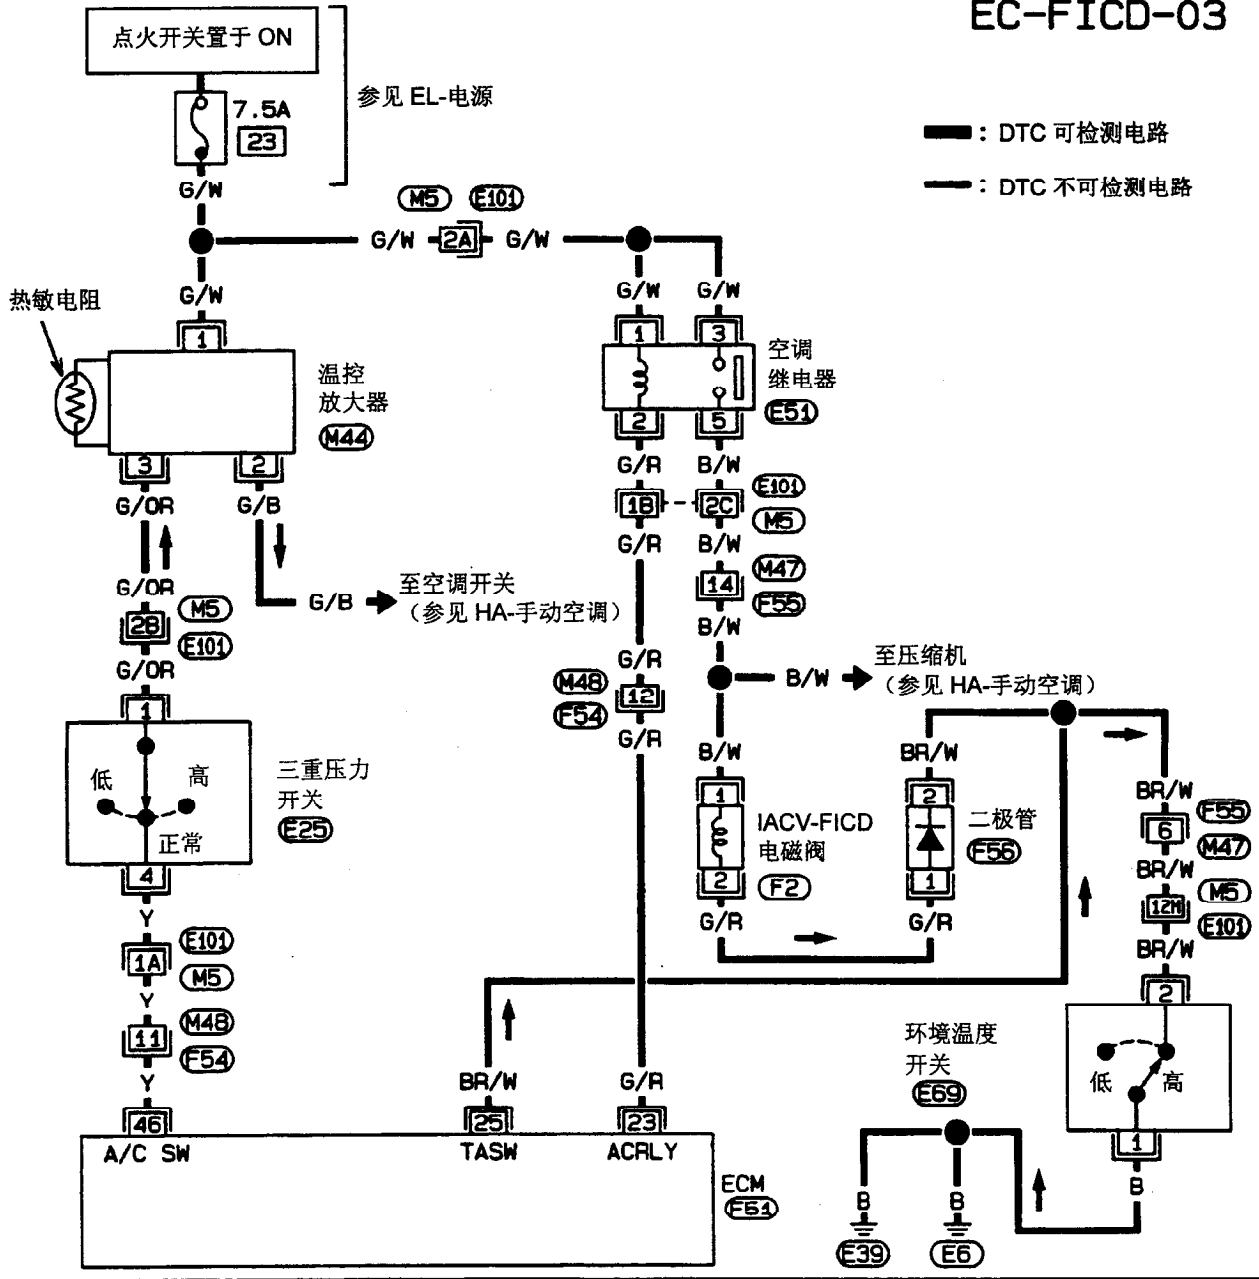 EC-FICD-03
点火开关置于 ON
参见 EL-电源
7.5A
23
: DTC 可检测电路
: DTC 不可检测电路
G/W
M5 E101
G/W 2A G/W
G/W
G/W G/W
热敏电阻
1
1 3
温控
放大器
M44
空调
继电器
E51
3 2
2 5
G/OR G/B
G/R B/W
1B 2C
E101
M5
G/R B/W
G/OR
G/B
至空调开关
（参见 HA-手动空调）
14
M47
F55
2B
M5
E101
G/OR
B/W
G/R
B/W
至压缩机
（参见 HA-手动空调）
M48
12
F54
G/R
1
低 高
正常
三重压力
开关
E25
4
B/W
1
IACV-FICD
电磁阀
2
F2
G/R
BR/W
2
二极管
F56
1
G/R
BR/W
6
F55
M47
BR/W
12M
M5
E101
BR/W
2
Y
1A
E101
M5
Y
11
M48
F54
Y
环境温度
开关
E69
低 高
1
B
46
A/C SW
BR/W
25
TASW
G/R
23
ACRLY
ECM
F51
B B
E39 E6